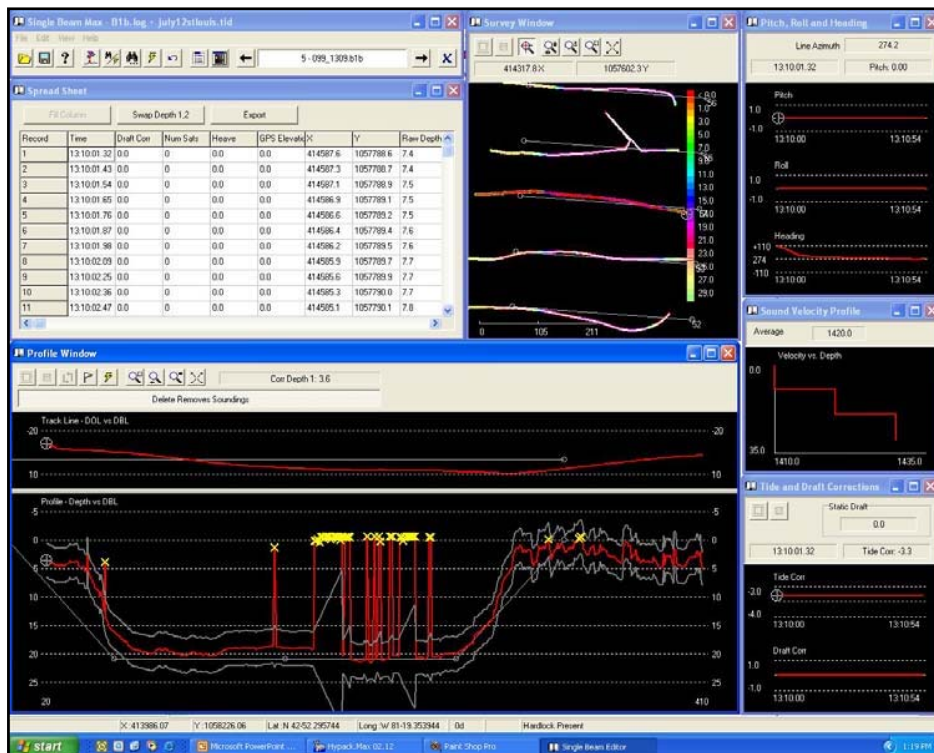 Single Beam Max - B1b.log - july12stlouis.tid
File Edit View Help
5 - 099_1309.b1b
X
Spread Sheet
Fill Column Swap Depth 1,2 Export
Record Time Draft Corr Num Sats Heave GPS Elevatio X Y Raw Depth
1 13:10:01.32 0.0 0 0.0 0.0 414587.6 1057788.6 7.4
2 13:10:01.43 0.0 0 0.0 0.0 414587.3 1057788.7 7.4
3 13:10:01.54 0.0 0 0.0 0.0 414587.1 1057788.9 7.5
4 13:10:01.65 0.0 0 0.0 0.0 414586.9 1057789.1 7.5
5 13:10:01.76 0.0 0 0.0 0.0 414586.6 1057789.2 7.5
6 13:10:01.87 0.0 0 0.0 0.0 414586.4 1057789.4 7.6
7 13:10:01.98 0.0 0 0.0 0.0 414586.2 1057789.5 7.6
8 13:10:02.09 0.0 0 0.0 0.0 414585.9 1057789.7 7.7
9 13:10:02.25 0.0 0 0.0 0.0 414585.6 1057789.9 7.7
10 13:10:02.36 0.0 0 0.0 0.0 414585.3 1057790.0 7.7
11 13:10:02.47 0.0 0 0.0 0.0 414585.1 1057790.1 7.8
Survey Window
414317.8 X 1057602.3 Y
1.0
3.0
5.0
7.0
9.0
11.0
13.0
15.0
17.0
19.0
21.0
23.0
25.0
27.0
29.0
52
0 105 211
Pitch, Roll and Heading
Line Azimuth 274.2
13:10:01.32 Pitch: 0.00
Pitch
1.0
-1.0
13:10:00 13:10:54
Roll
1.0
-1.0
13:10:00 13:10:54
Heading
+110
274
-110
13:10:00 13:10:54
Sound Velocity Profile
Average 1420.0
Velocity vs. Depth
0.0
35.0
1410.0 1435.0
Profile Window
Corr Depth 1: 3.6
Delete Removes Soundings
Track Line - DOL vs DBL
-20 -20
10 10
Profile - Depth vs DBL
-5 -5
0 0
5 5
10 10
15 15
20 20
25 25
20 410
Tide and Draft Corrections
Static Draft
0.0
13:10:01.32 Tide Corr: -3.3
Tide Corr
-3.0
-4.0
13:10:00 13:10:54
Draft Corr
1.0
-1.0
13:10:00 13:10:54
X :413986.07 Y :1058226.06 Lat :N 42-52.295744 Long :W 81-19.353944 0d Hardlock Present
start Microsoft PowerPoint ... Hypack Max 02.12 Paint Shop Pro Single Beam Editor 1:19 PM